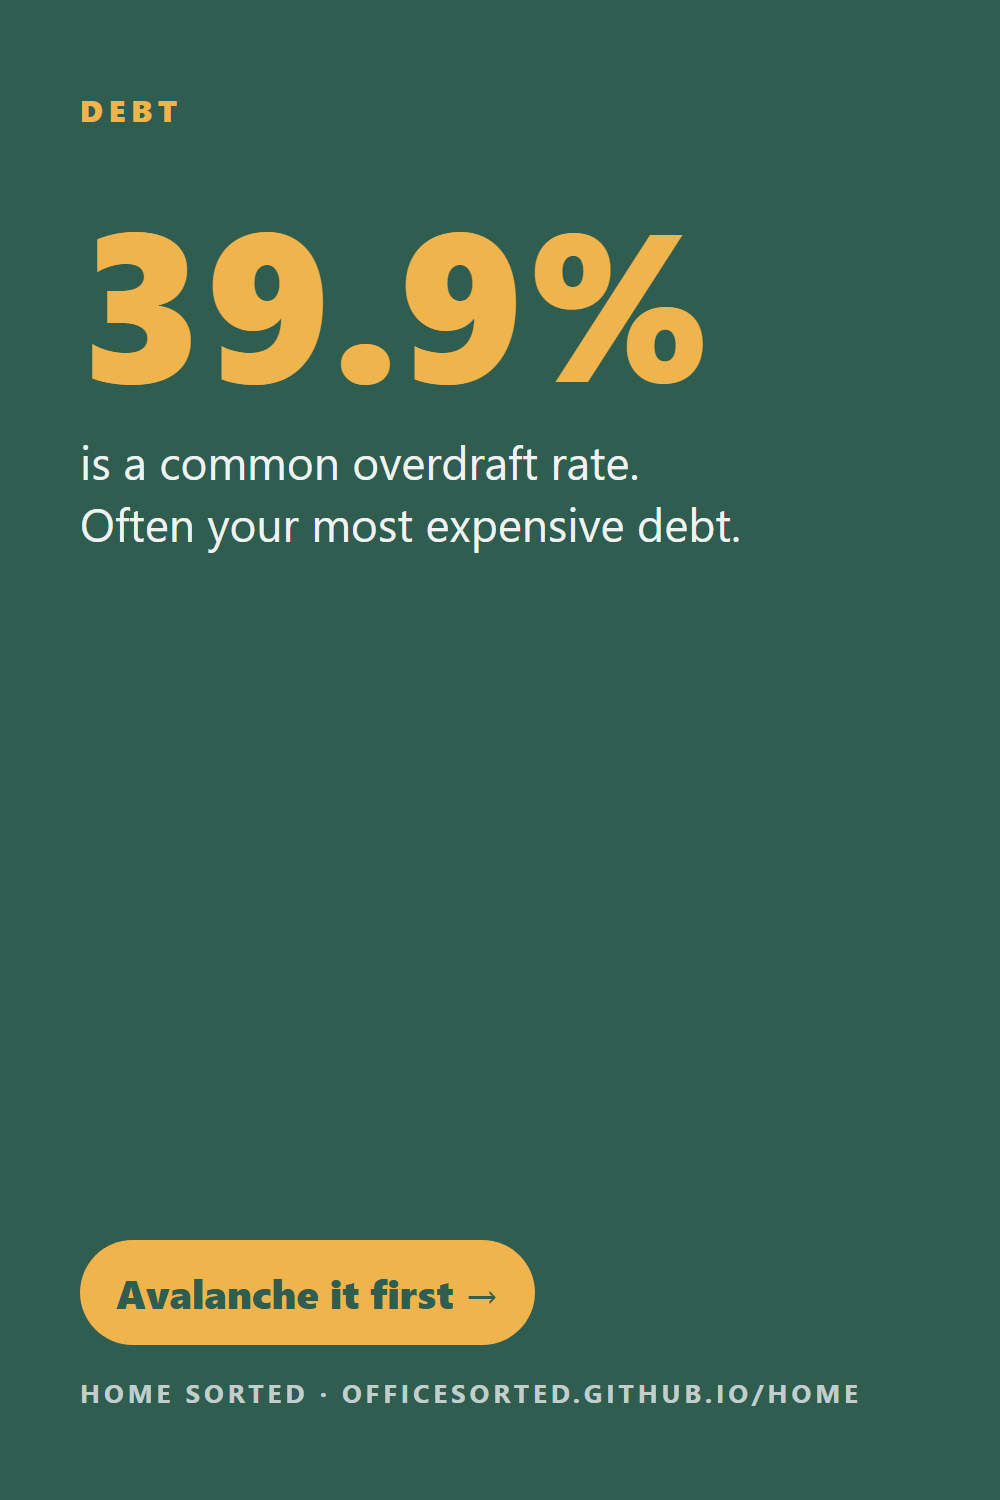 DEBT
39.9%
is a common overdraft rate.
Often your most expensive debt.
Avalanche it first →
HOME SORTED · OFFICESORTED.GITHUB.IO/HOME